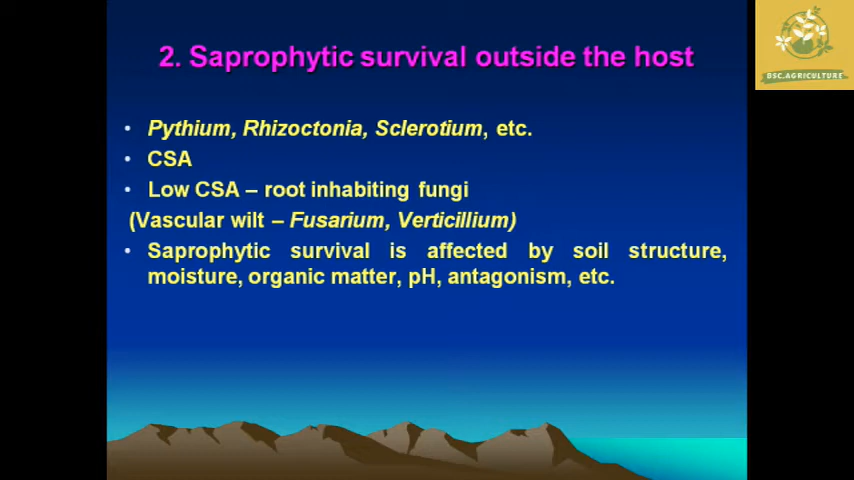 2. Saprophytic survival outside the host
BSC.AGRICULTURE
• Pythium, Rhizoctonia, Sclerotium, etc.
• CSA
• Low CSA – root inhabiting fungi
(Vascular wilt – Fusarium, Verticillium)
• Saprophytic survival is affected by soil structure,
moisture, organic matter, pH, antagonism, etc.